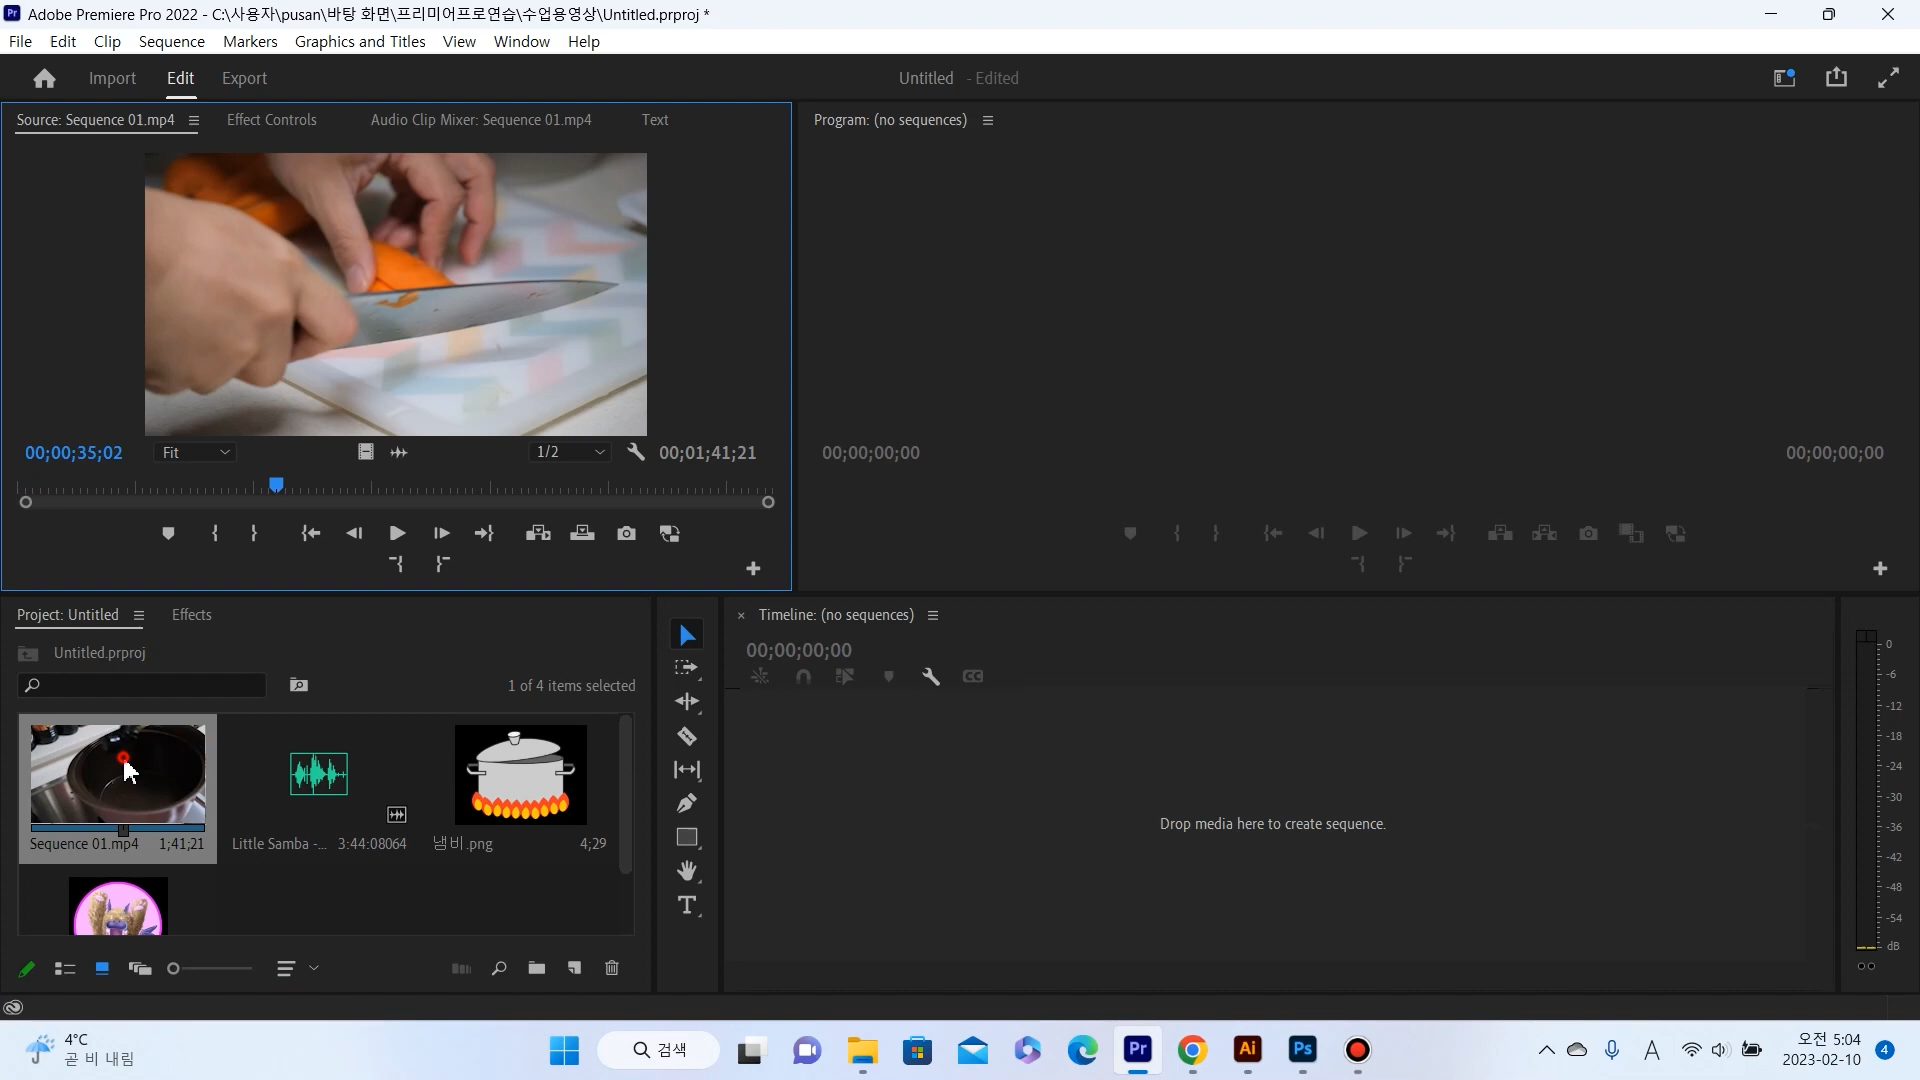 Adobe Premiere Pro 2022 - C:\사용자\pusan\바탕 화면\프리미어프로연습\수업용영상\Untitled.prproj *
File Edit Clip Sequence Markers Graphics and Titles View Window Help
Import Edit Export
Untitled - Edited
Source: Sequence 01.mp4 Effect Controls Audio Clip Mixer: Sequence 01.mp4 Text
Program: (no sequences)
00;00;35;02 Fit 1/2 00;01;41;21
00;00;00;00 00;00;00;00
Project: Untitled Effects
Untitled.prproj
1 of 4 items selected
Sequence 01.mp4 1;41;21
Little Samba -... 3:44:08064
냄비.png 4;29
Timeline: (no sequences)
00;00;00;00
CC
Drop media here to create sequence.
0
-6
-12
-18
-24
-30
-36
-42
-48
-54
dB
4°C
곧 비 내림
검색
Pr
Ai
Ps
A
오전 5:04
2023-02-10
4